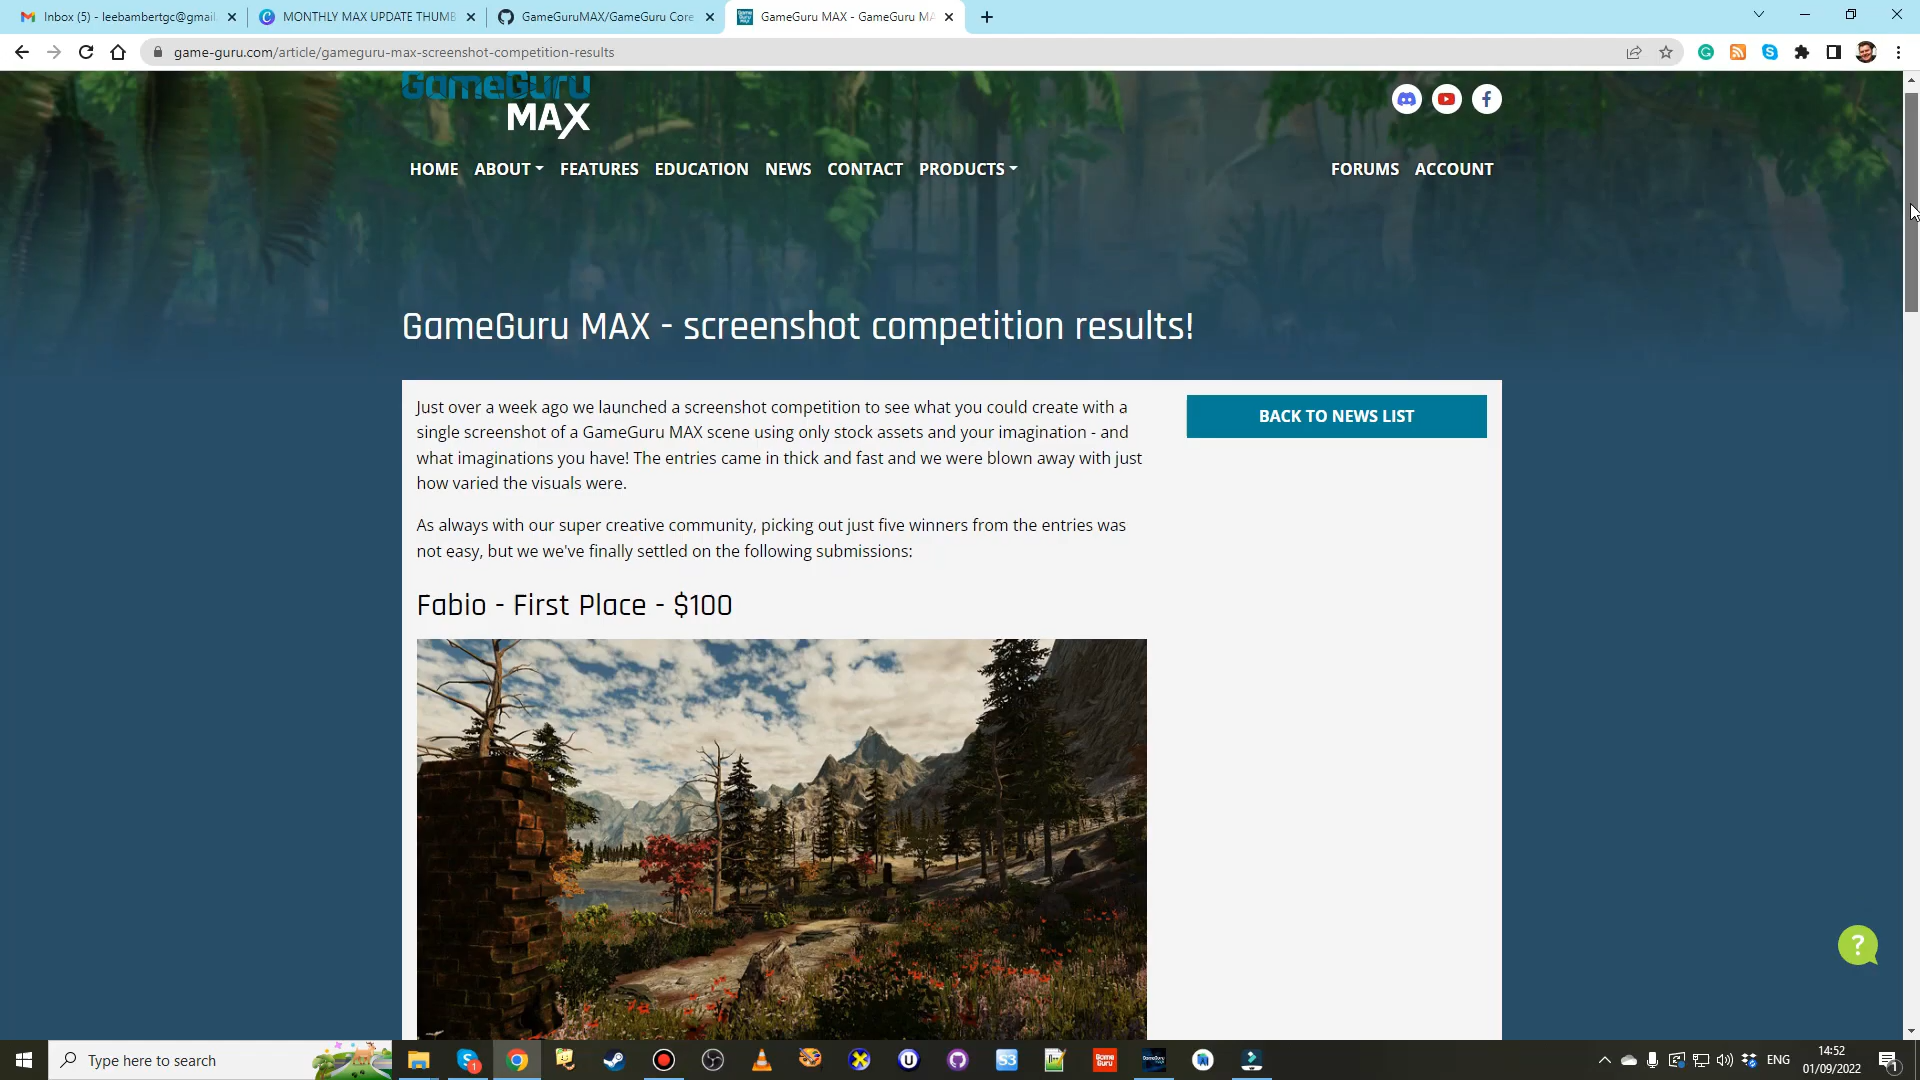 Inbox (5) - leebambertgc@gmail.
MONTHLY MAX UPDATE THUMB
GameGuruMAX/GameGuru Core
GameGuru MAX - GameGuru MA
game-guru.com/article/gameguru-max-screenshot-competition-results
GameGuru
MAX
HOME ABOUT FEATURES EDUCATION NEWS CONTACT PRODUCTS FORUMS ACCOUNT
GameGuru MAX - screenshot competition results!
Just over a week ago we launched a screenshot competition to see what you could create with a
single screenshot of a GameGuru MAX scene using only stock assets and your imagination - and
what imaginations you have! The entries came in thick and fast and we were blown away with just
how varied the visuals were.
BACK TO NEWS LIST
As always with our super creative community, picking out just five winners from the entries was
not easy, but we we've finally settled on the following submissions:
Fabio - First Place - $100
?
Type here to search
1
U
S3
Game
Guru
ENG
14:52
01/09/2022
1